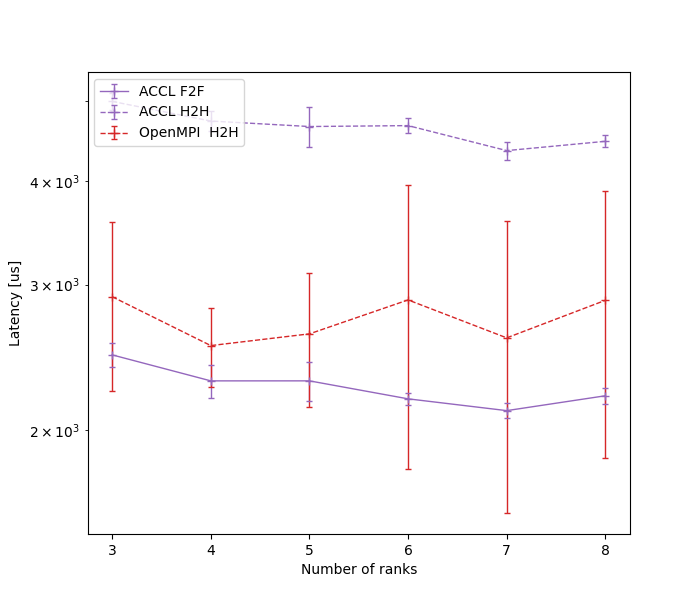 ACCL F2F
ACCL H2H
OpenMPI  H2H
4 × 10³
3 × 10³
2 × 10³
Latency [us]
3 4 5 6 7 8
Number of ranks